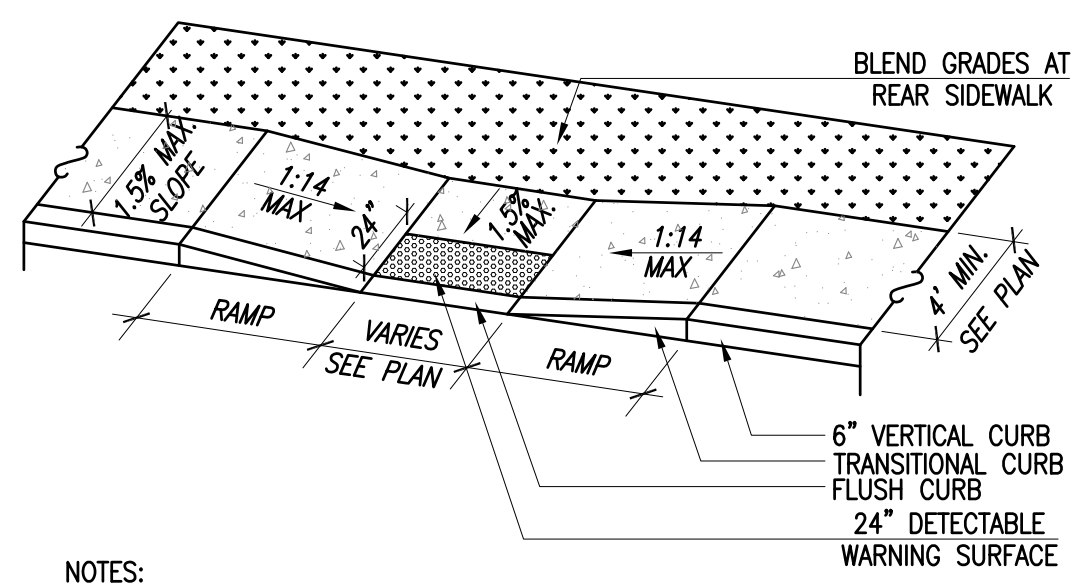 BLEND GRADES AT
REAR SIDEWALK
1.5% MAX.
SLOPE
1:14
MAX
24"
1.5%
MAX.
1:14
MAX
4' MIN.
SEE PLAN
RAMP
VARIES
SEE PLAN
RAMP
6" VERTICAL CURB
TRANSITIONAL CURB
FLUSH CURB
24" DETECTABLE
WARNING SURFACE
NOTES: